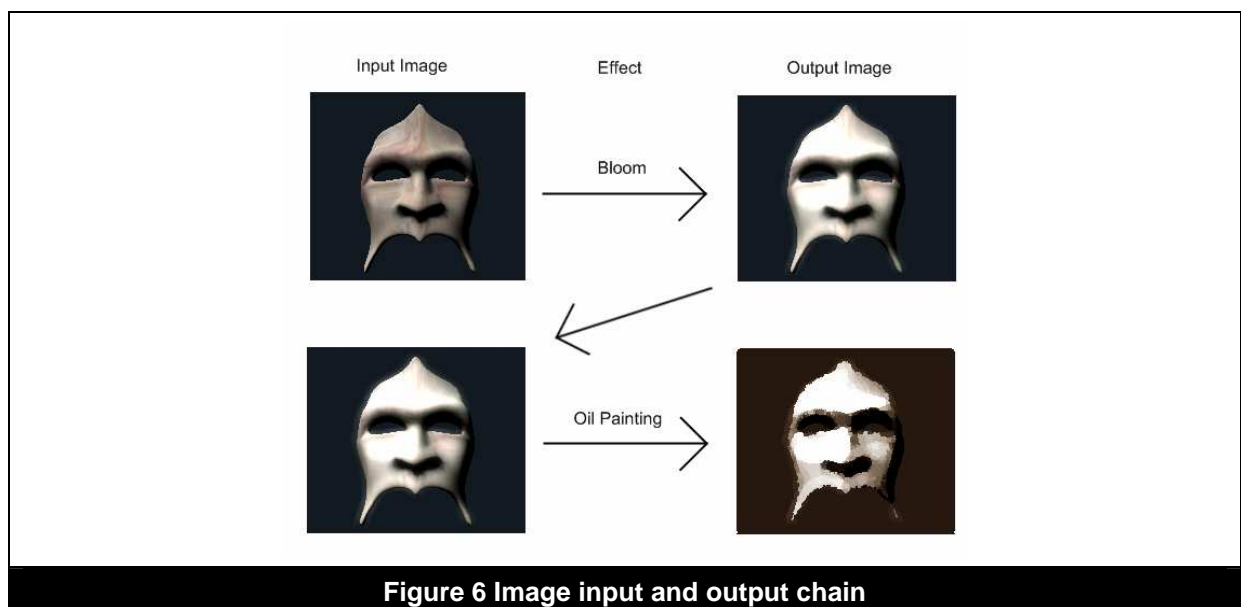 Input Image Effect Output Image
Bloom
Oil Painting
Figure 6 Image input and output chain